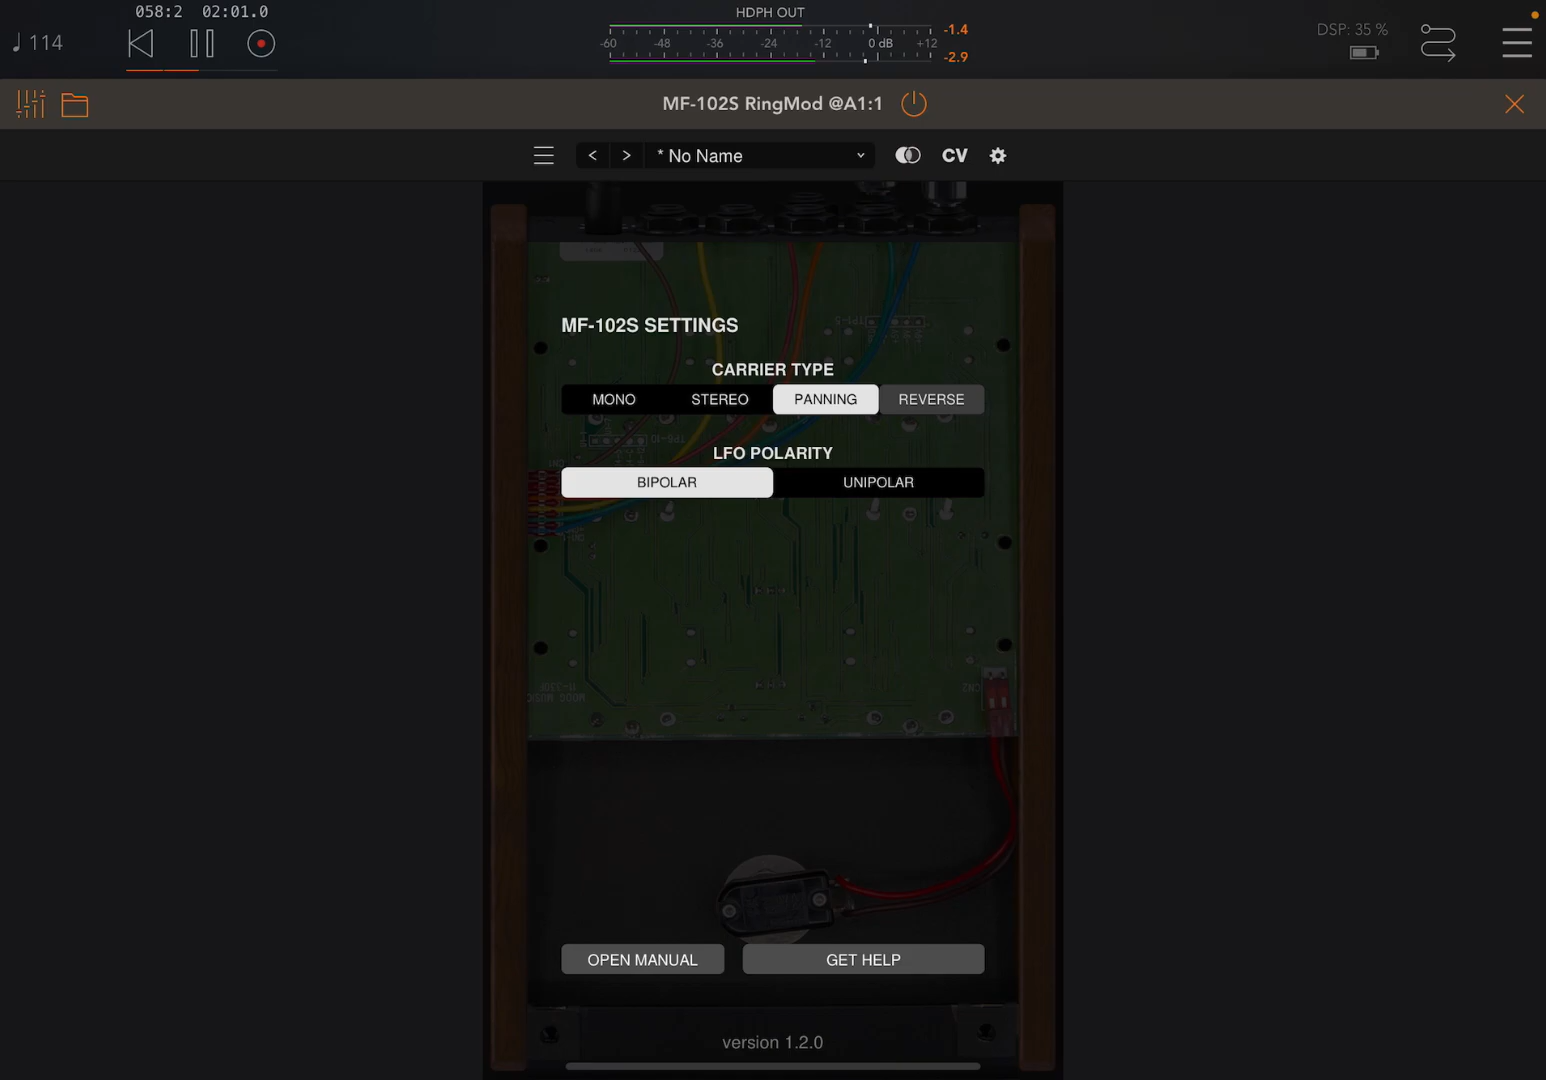 058:2 02:01.0
HDPH OUT
114
-60 -48 -36 -24 -12 0 dB +12
-1.4
-2.9
DSP: 35 %
MF-102S RingMod @A1:1
* No Name
CV
MF-102S SETTINGS
CARRIER TYPE
MONO STEREO PANNING REVERSE
LFO POLARITY
BIPOLAR UNIPOLAR
OPEN MANUAL GET HELP
version 1.2.0